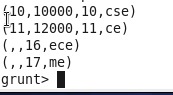 (10,10000,10,cse)
(11,12000,11,ce)
(,,16,ece)
(,,17,me)
grunt>